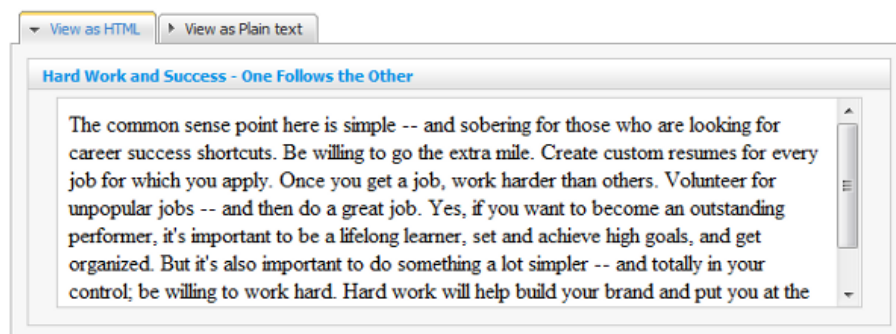 View as HTML View as Plain text
Hard Work and Success - One Follows the Other
The common sense point here is simple -- and sobering for those who are looking for
career success shortcuts. Be willing to go the extra mile. Create custom resumes for every
job for which you apply. Once you get a job, work harder than others. Volunteer for
unpopular jobs -- and then do a great job. Yes, if you want to become an outstanding
performer, it's important to be a lifelong learner, set and achieve high goals, and get
organized. But it's also important to do something a lot simpler -- and totally in your
control; be willing to work hard. Hard work will help build your brand and put you at the